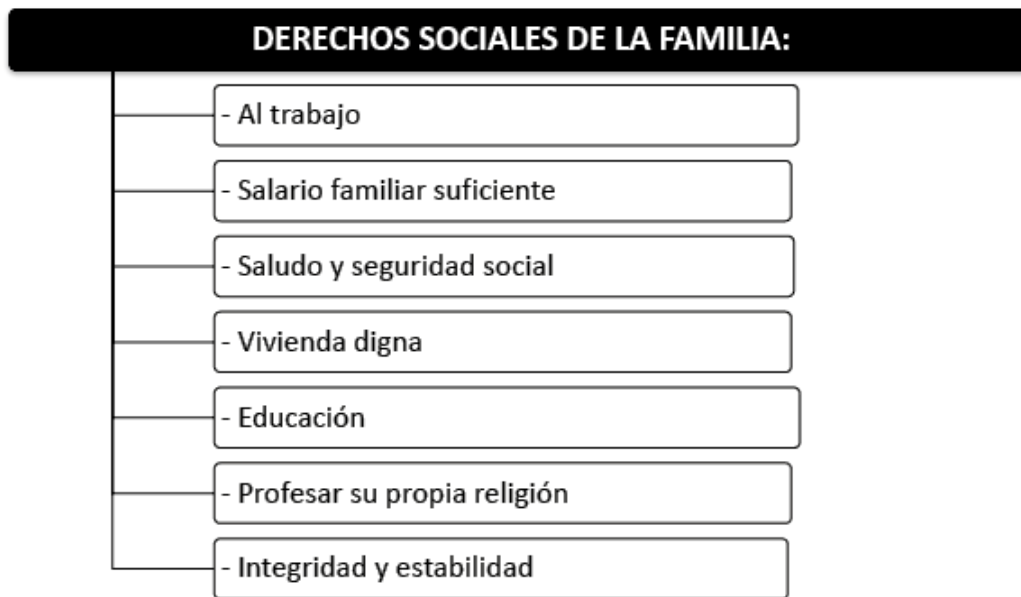 DERECHOS SOCIALES DE LA FAMILIA:
- Al trabajo
- Salario familiar suficiente
- Saludo y seguridad social
- Vivienda digna
- Educación
- Profesar su propia religión
- Integridad y estabilidad